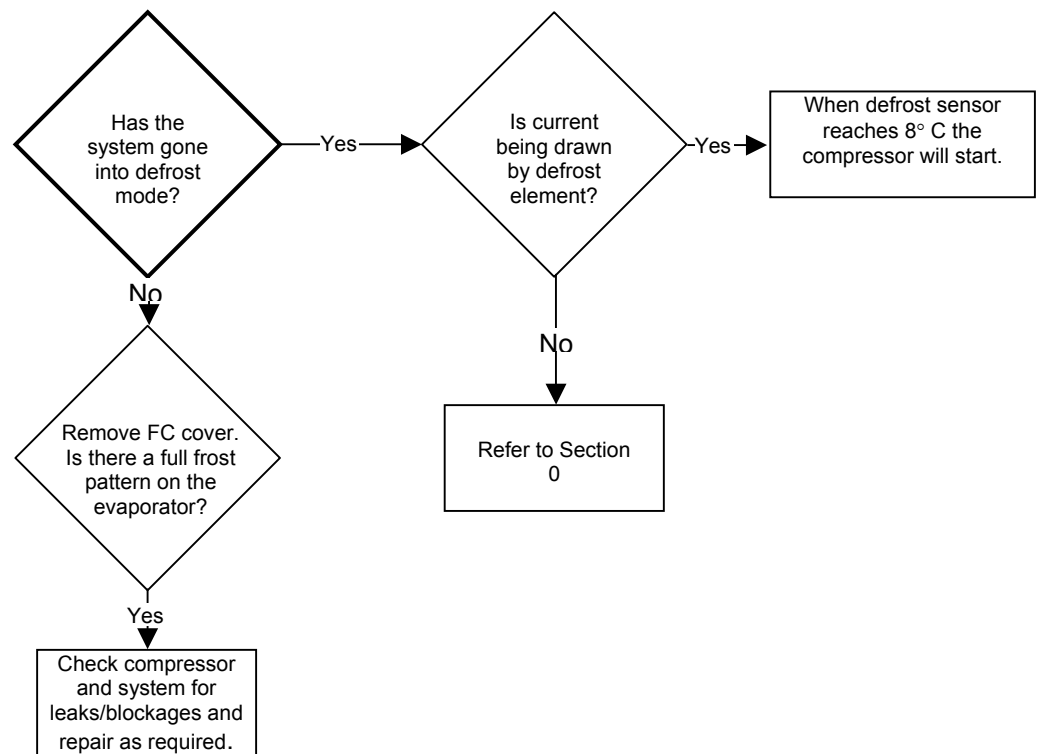 Has the
system gone
into defrost
mode?
Yes
Is current
being drawn
by defrost
element?
Yes
When defrost sensor
reaches 8° C the
compressor will start.
No
No
Refer to Section
0
Remove FC cover.
Is there a full frost
pattern on the
evaporator?
Yes
Check compressor
and system for
leaks/blockages and
repair as required.